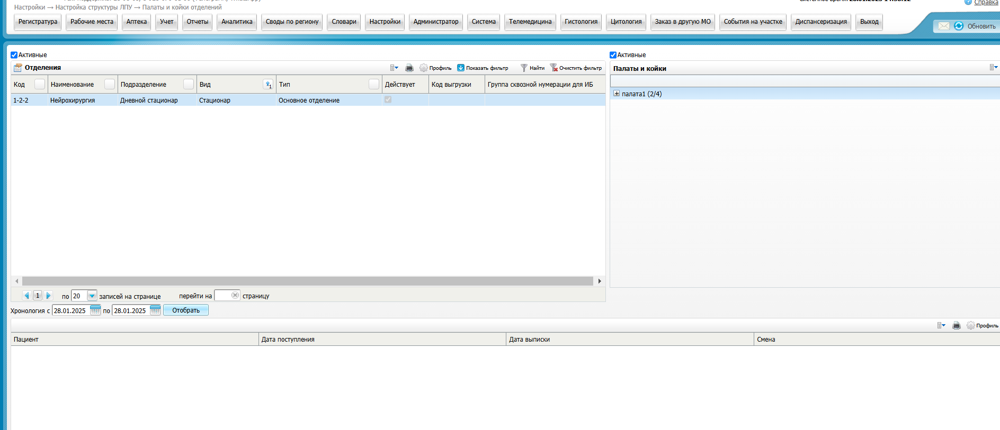 Справка
Настройки → Настройка структуры ЛПУ → Палаты и койки отделений
Регистратура Рабочие места Аптека Учет Отчеты Аналитика Своды по региону Словари Настройки Администратор Система Телемедицина Гистология Цитология Заказ в другую МО События на участке Диспансеризация Выход
Обновить
Активные
Отделения Профиль Показать фильтр Найти Очистить фильтр
Код Наименование Подразделение Вид 1 Тип Действует Код выгрузки Группа сквозной нумерации для ИБ
1-2-2 Нейрохирургия Дневной стационар Стационар Основное отделение
1 по 20 записей на странице перейти на страницу
Активные
Палаты и койки
палата1 (2/4)
Хронология с 28.01.2025 по 28.01.2025 Отобрать
Профиль
Пациент Дата поступления Дата выписки Смена